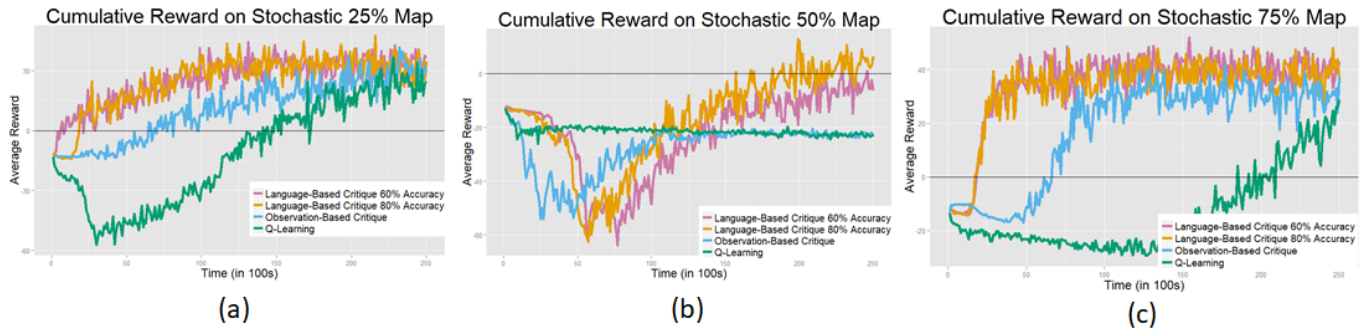 Cumulative Reward on Stochastic 25% Map
Average Reward
30
0
-30
-60
0
50
100
150
200
250
Time (in 100s)
Language-Based Critique 60% Accuracy
Language-Based Critique 80% Accuracy
Observation-Based Critique
Q-Learning
(a)
Cumulative Reward on Stochastic 50% Map
Average Reward
0
-20
-40
-60
0
50
100
150
200
250
Time (in 100s)
Language-Based Critique 60% Accuracy
Language-Based Critique 80% Accuracy
Observation-Based Critique
Q-Learning
(b)
Cumulative Reward on Stochastic 75% Map
Average Reward
40
20
0
-20
0
50
100
150
200
250
Time (in 100s)
Language-Based Critique 60% Accuracy
Language-Based Critique 80% Accuracy
Observation-Based Critique
Q-Learning
(c)